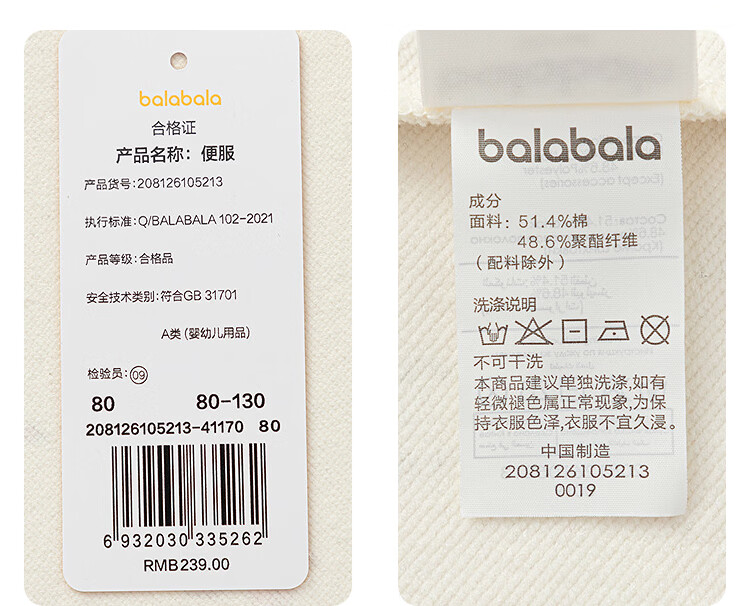 balabala
合格证
产品名称：便服
产品货号：208126105213
执行标准：Q/BALABALA 102-2021
产品等级：合格品
安全技术类别：符合GB 31701
A类 (婴幼儿用品)
检验员：09
80 80-130
208126105213-41170 80
6 932030 335262
RMB239.00
balabala
成分
面料：51.4%棉
48.6%聚酯纤维
（配料除外）
洗涤说明
不可干洗
本商品建议单独洗涤,如有
轻微褪色属正常现象,为保
持衣服色泽,衣服不宜久浸。
中国制造
208126105213
0019